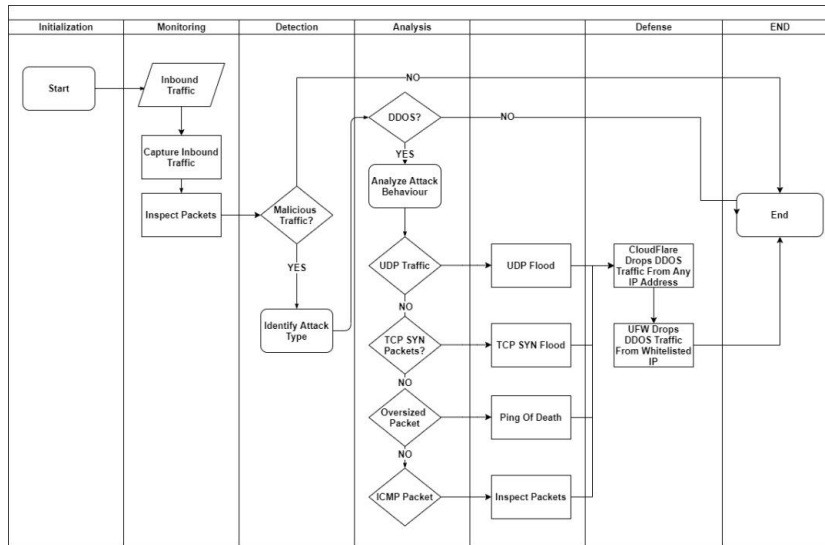 Initialization
Monitoring
Detection
Analysis
Defense
END
Start
Inbound
Traffic
Capture Inbound
Traffic
Inspect Packets
Malicious
Traffic?
NO
YES
Identify Attack
Type
DDOS?
NO
YES
Analyze Attack
Behaviour
UDP Traffic
UDP Flood
NO
TCP SYN
Packets?
TCP SYN Flood
NO
Oversized
Packet
Ping Of Death
NO
ICMP Packet
Inspect Packets
CloudFlare
Drops DDOS
Traffic From Any
IP Address
UFW Drops
DDOS Traffic
From Whitelisted
IP
End